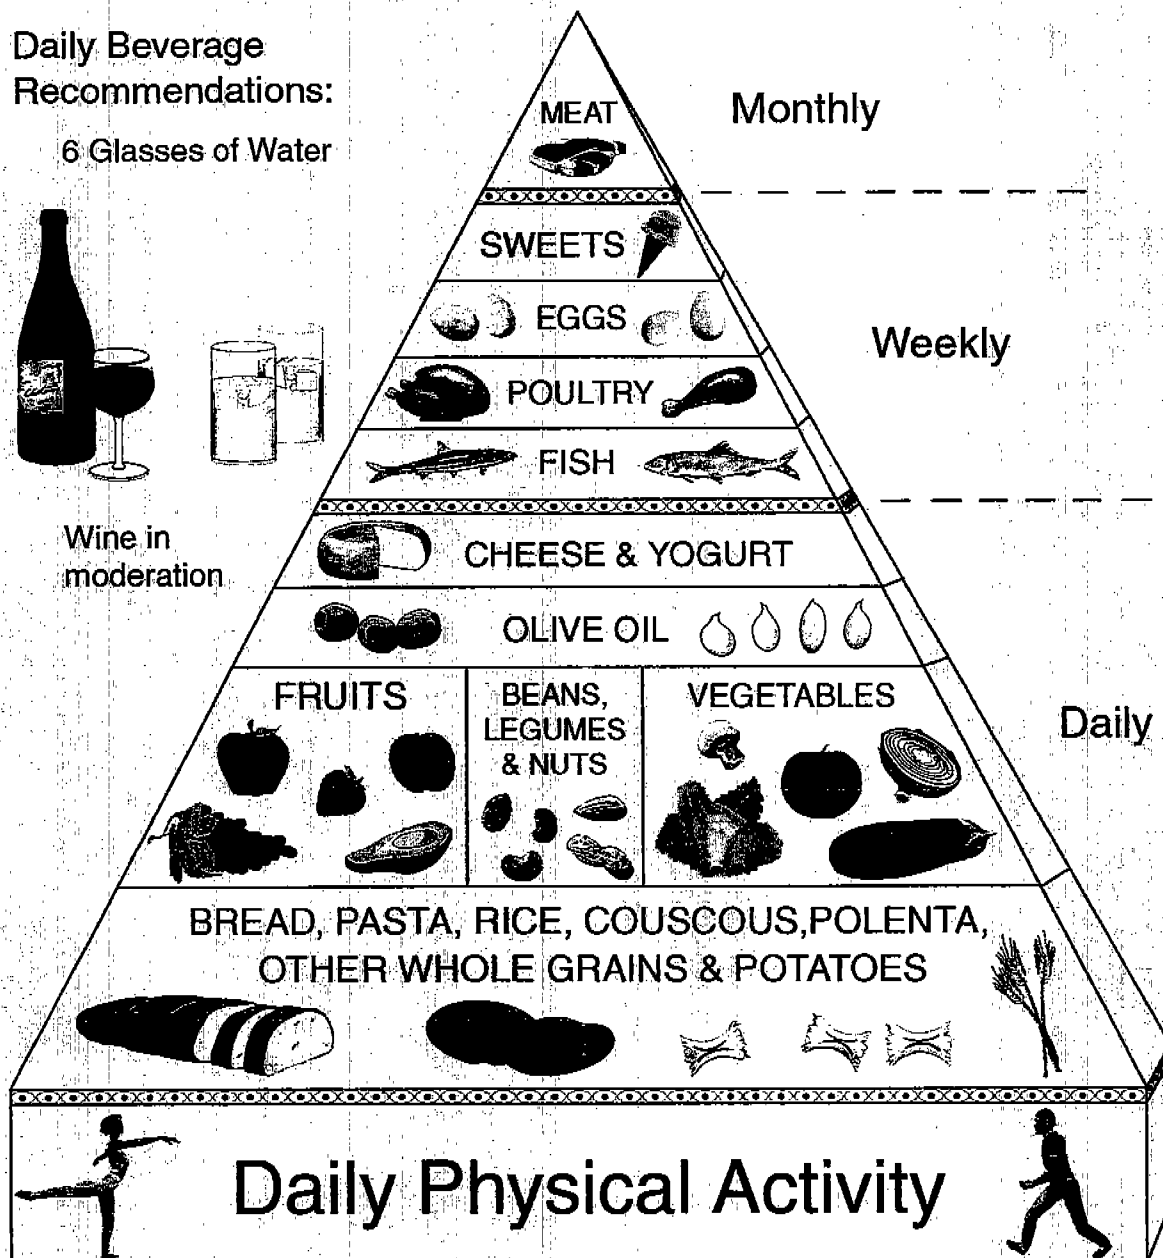 Daily Beverage
Recommendations:
6 Glasses of Water
Wine in
moderation
MEAT
Monthly
SWEETS
EGGS
POULTRY
FISH
Weekly
CHEESE & YOGURT
OLIVE OIL
FRUITS
BEANS,
LEGUMES
& NUTS
VEGETABLES
Daily
BREAD, PASTA, RICE, COUSCOUS,POLENTA,
OTHER WHOLE GRAINS & POTATOES
Daily Physical Activity